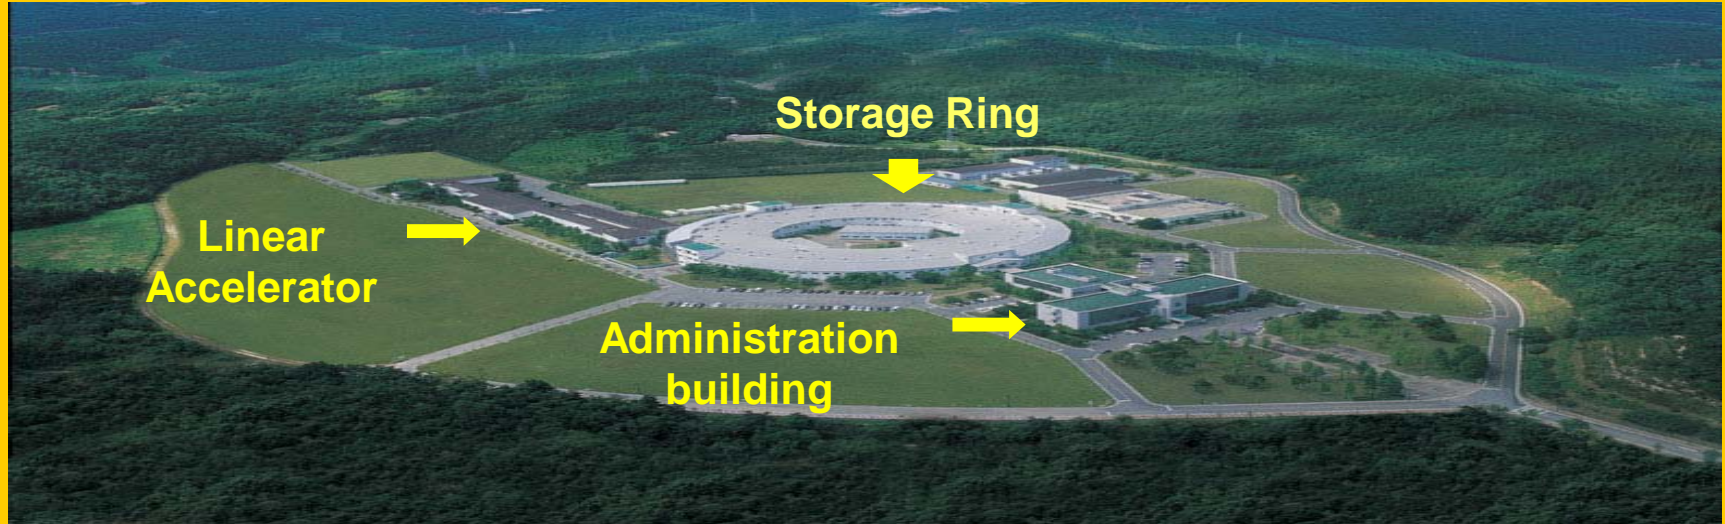 Storage Ring
Linear
Accelerator
Administration
building